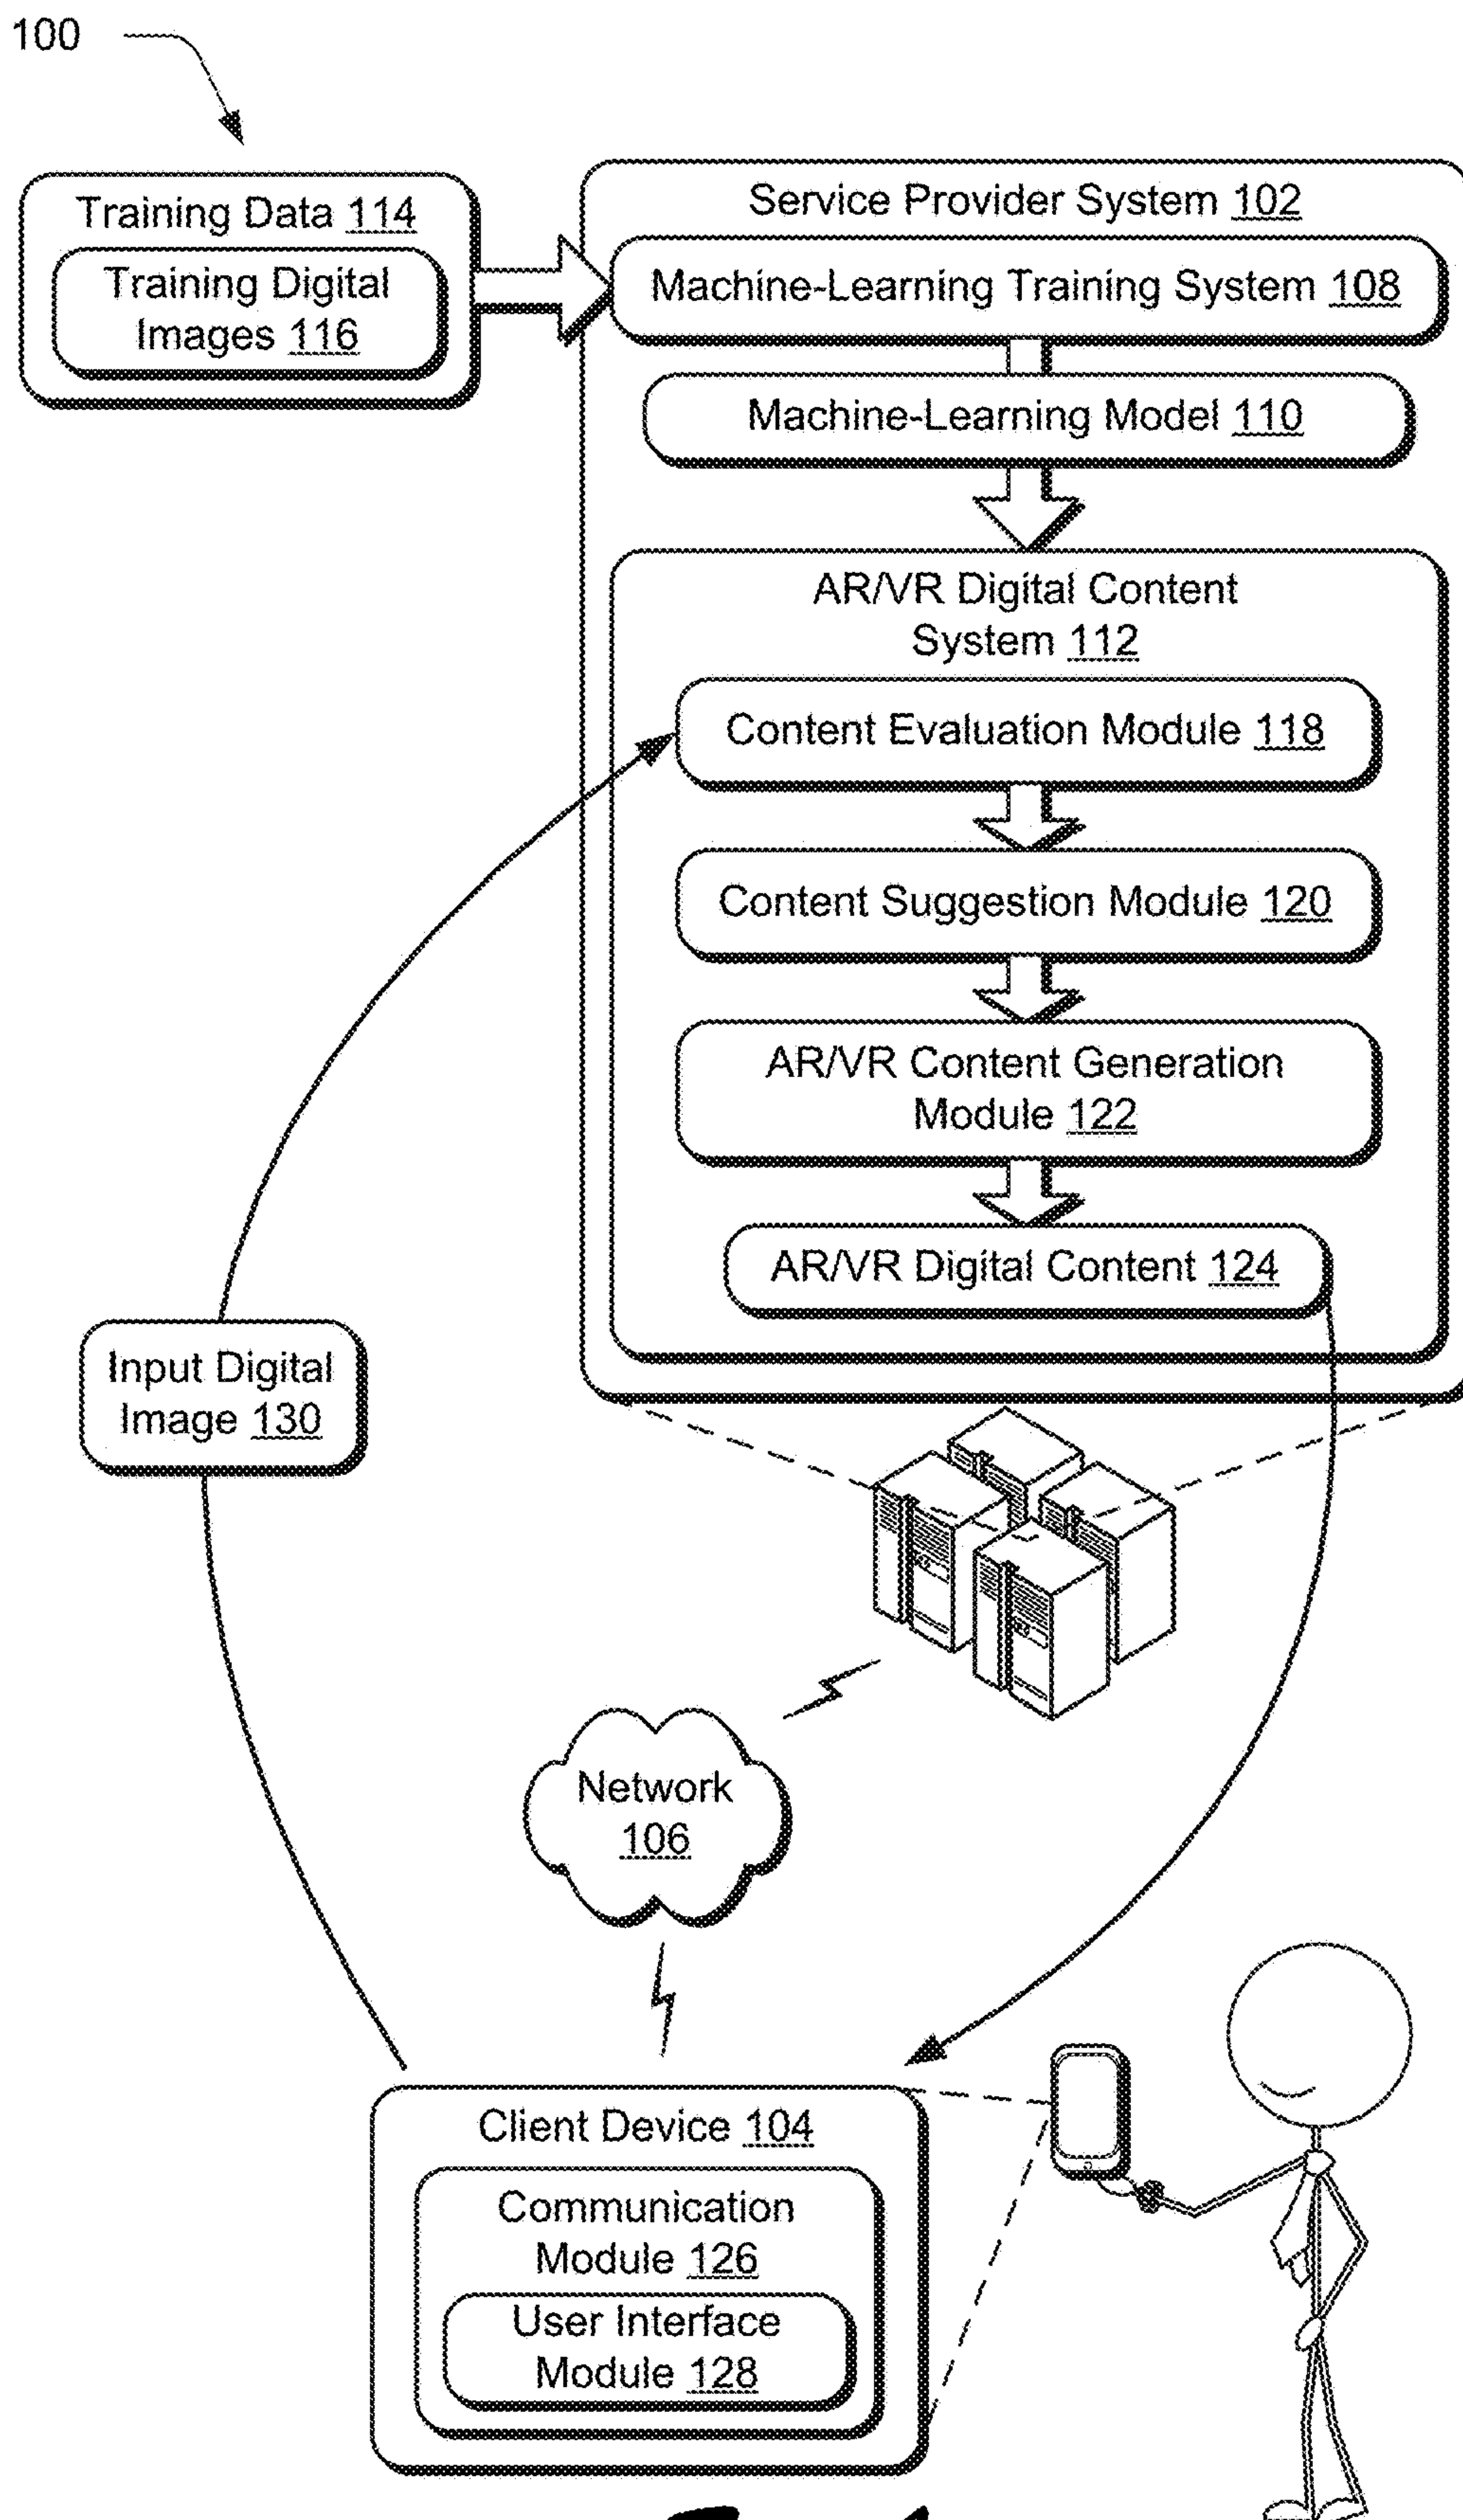 100
Training Data 114
Training Digital
Images 116
Service Provider System 102
Machine-Learning Training System 108
Machine-Learning Model 110
AR/VR Digital Content
System 112
Content Evaluation Module 118
Content Suggestion Module 120
AR/VR Content Generation
Module 122
AR/VR Digital Content 124
Input Digital
Image 130
Network
106
Client Device 104
Communication
Module 126
User Interface
Module 128